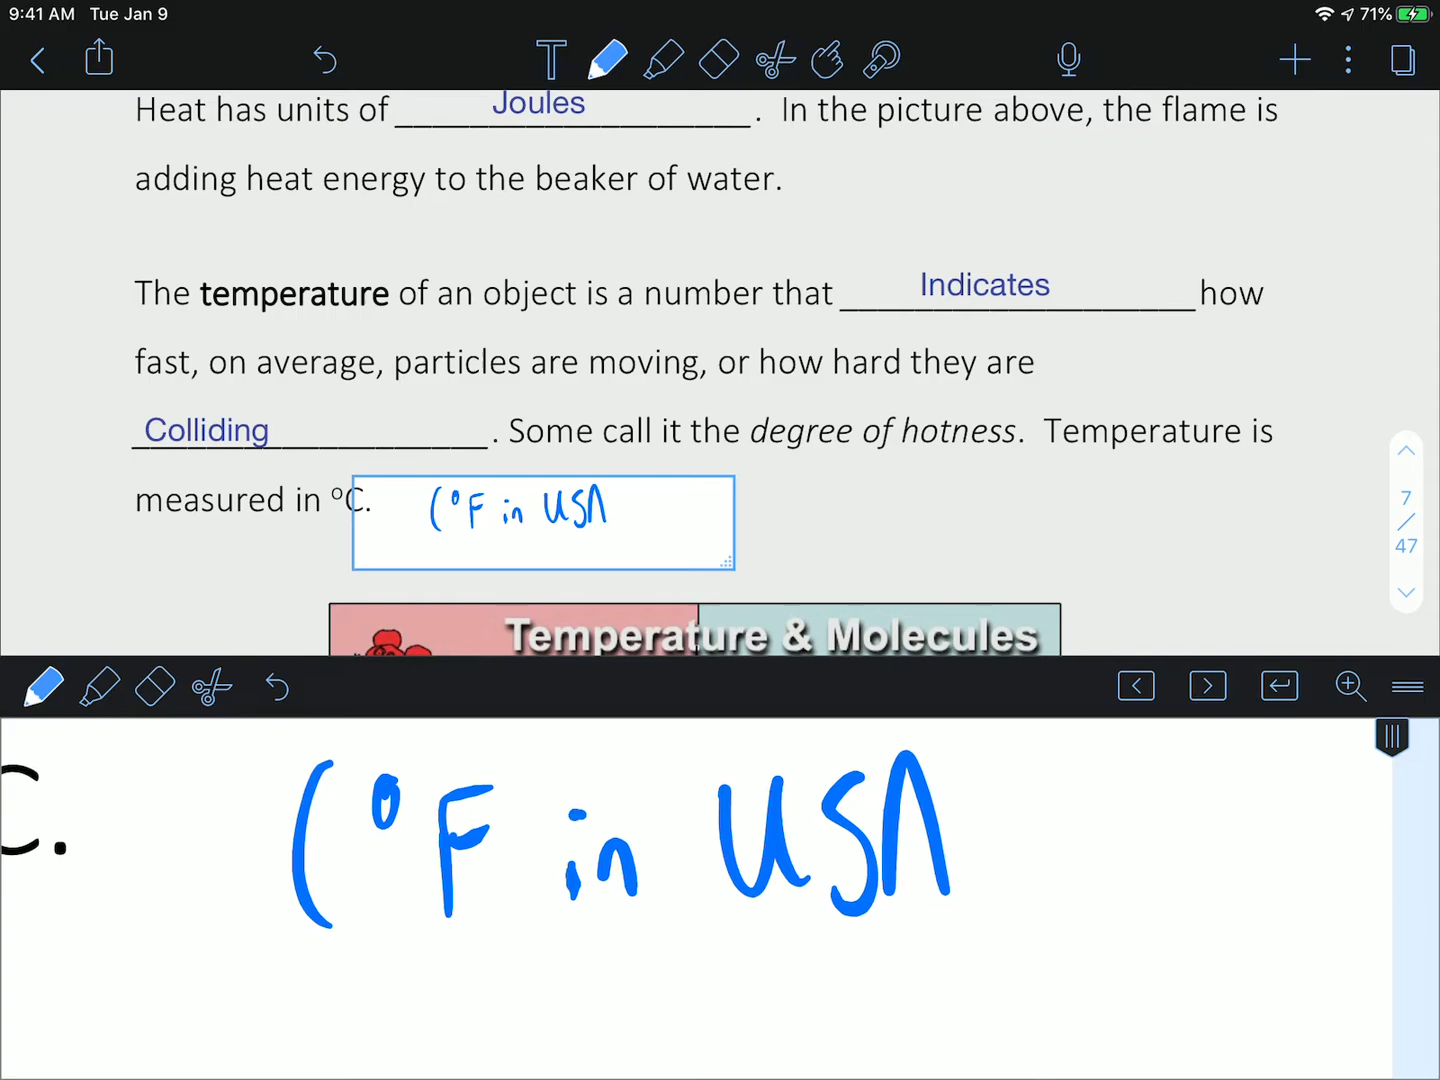 9:41 AM Tue Jan 9 71%
Heat has units of Joules. In the picture above, the flame is
adding heat energy to the beaker of water.
The temperature of an object is a number that Indicates how
fast, on average, particles are moving, or how hard they are
Colliding. Some call it the degree of hotness. Temperature is
measured in °C. (°F in USA
7
/
47
Temperature & Molecules
C. (°F in USA